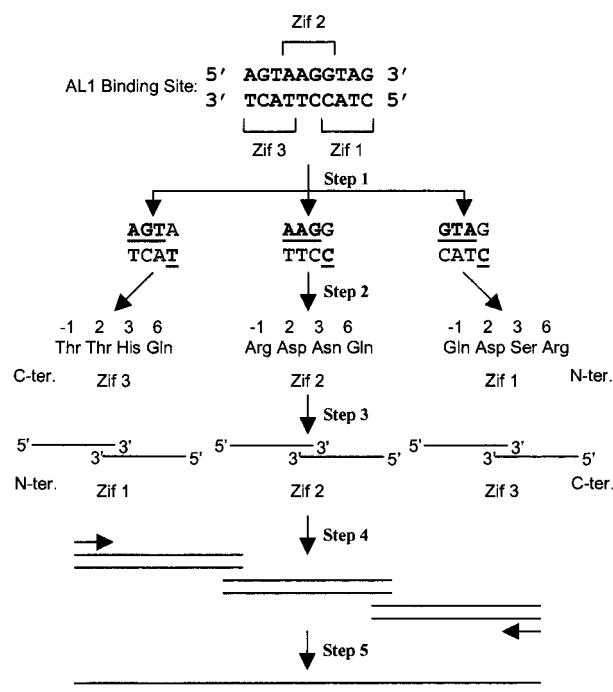 Zif 2
5′ AGTAAGGTAG 3′
AL1 Binding Site:
3′ TCATTCCATC 5′
Zif 3 Zif 1
Step 1
AGTA AAGG GTAG
TCAT TTCC CATC
Step 2
-1 2 3 6 -1 2 3 6 -1 2 3 6
Thr Thr His Gln Arg Asp Asn Gln Gln Asp Ser Arg
C-ter. Zif 3 Zif 2 Zif 1 N-ter.
Step 3
5′ 3′ 5′ 3′ 5′ 3′
3′ 5′ 3′ 5′ 3′ 5′
N-ter. Zif 1 Zif 2 Zif 3 C-ter.
Step 4
Step 5